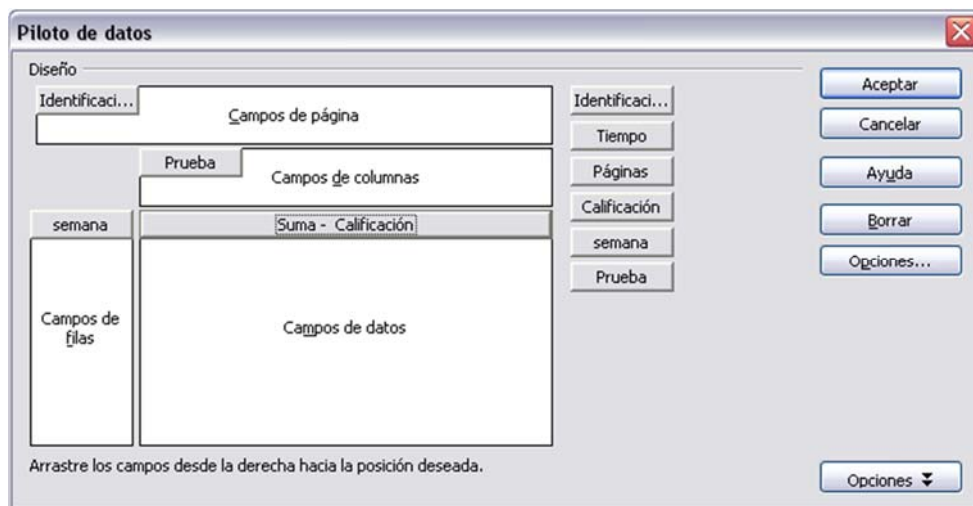 Piloto de datos
Diseño
Identificaci...
Campos de página
Prueba
Campos de columnas
semana
Suma - Calificación
Campos de filas
Campos de datos
Arrastre los campos desde la derecha hacia la posición deseada.
Identificaci...
Tiempo
Páginas
Calificación
semana
Prueba
Aceptar
Cancelar
Ayuda
Borrar
Opciones...
Opciones